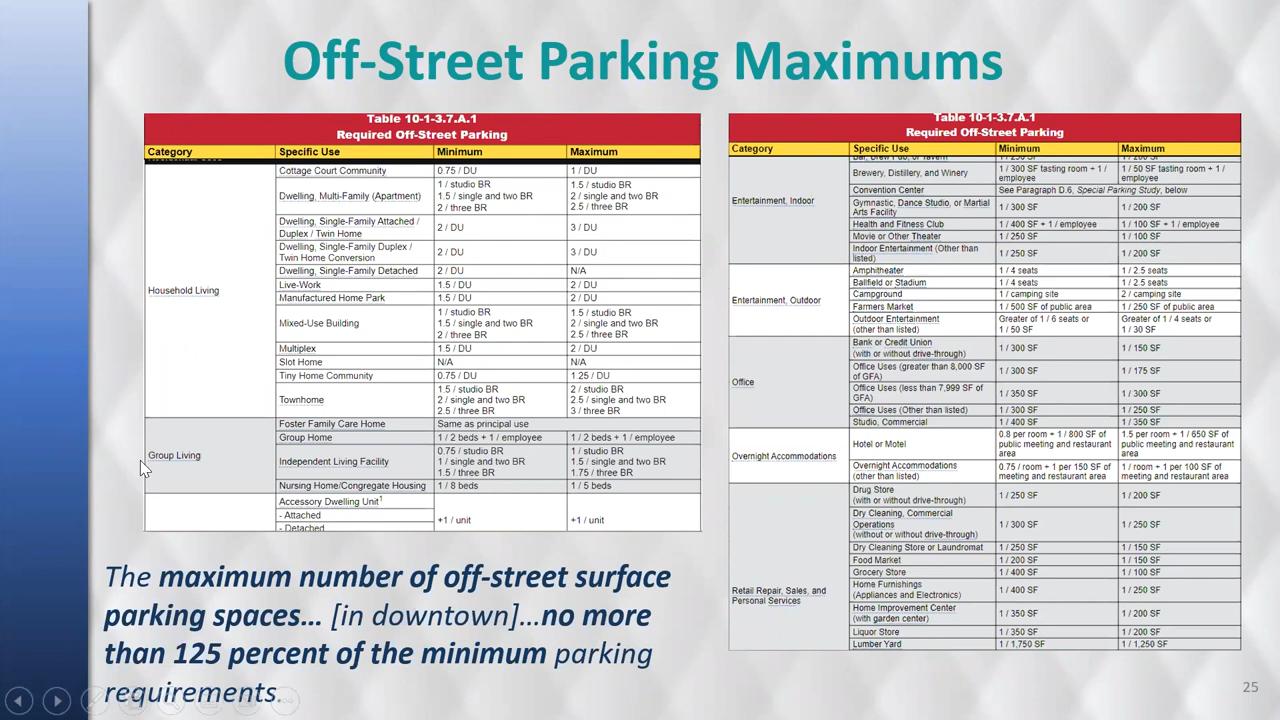 Off-Street Parking Maximums
Table 10-1-3.7.A.1
Required Off-Street Parking
Category Specific Use Minimum Maximum
Household Living
Cottage Court Community 0.75 / DU 1 / DU
Dwelling, Multi-Family (Apartment)
1 / studio BR
1.5 / single and two BR
2 / three BR
1.5 / studio BR
2 / single and two BR
2.5 / three BR
Dwelling, Single-Family Attached /
Duplex / Twin Home
2 / DU 3 / DU
Dwelling, Single-Family Duplex /
Twin Home Conversion
2 / DU 3 / DU
Dwelling, Single-Family Detached 2 / DU N/A
Live-Work 1.5 / DU 2 / DU
Manufactured Home Park 1.5 / DU 2 / DU
Mixed-Use Building
1 / studio BR
1.5 / single and two BR
2 / three BR
1.5 / studio BR
2 / single and two BR
2.5 / three BR
Multiplex 1.5 / DU 2 / DU
Slot Home N/A N/A
Tiny Home Community 0.75 / DU 1.25 / DU
Townhome
1.5 / studio BR
2 / single and two BR
2.5 / three BR
2 / studio BR
2.5 / single and two BR
3 / three BR
Group Living
Foster Family Care Home Same as principal use
Group Home 1 / 2 beds + 1 / employee 1 / 2 beds + 1 / employee
Independent Living Facility
0.75 / studio BR
1 / single and two BR
1.5 / three BR
1 / studio BR
1.5 / single and two BR
1.75 / three BR
Nursing Home/Congregate Housing 1 / 8 beds 1 / 5 beds
Accessory Dwelling Unit1
- Attached
- Detached
+1 / unit +1 / unit
The maximum number of off-street surface
parking spaces... [in downtown]...no more
than 125 percent of the minimum parking
requirements.
Table 10-1-3.7.A.1
Required Off-Street Parking
Category Specific Use Minimum Maximum
Entertainment, Indoor
Bar, Brew Pub, or Tavern 1 / 250 SF 1 / 200 SF
Brewery, Distillery, and Winery
1 / 300 SF tasting room + 1 /
employee
1 / 50 SF tasting room + 1 /
employee
Convention Center See Paragraph D.6, Special Parking Study, below
Gymnastic, Dance Studio, or Martial
Arts Facility
1 / 300 SF 1 / 200 SF
Health and Fitness Club 1 / 400 SF + 1 / employee 1 / 100 SF + 1 / employee
Movie or Other Theater 1 / 250 SF 1 / 100 SF
Indoor Entertainment (Other than
listed)
1 / 250 SF 1 / 200 SF
Entertainment, Outdoor
Amphitheater 1 / 4 seats 1 / 2.5 seats
Ballfield or Stadium 1 / 4 seats 1 / 2.5 seats
Campground 1 / camping site 2 / camping site
Farmers Market 1 / 500 SF of public area 1 / 250 SF of public area
Outdoor Entertainment
(other than listed)
Greater of 1 / 6 seats or
1 / 50 SF
Greater of 1 / 4 seats or
1 / 30 SF
Office
Bank or Credit Union
(with or without drive-through)
1 / 300 SF 1 / 150 SF
Office Uses (greater than 8,000 SF
of GFA)
1 / 300 SF 1 / 175 SF
Office Uses (less than 7,999 SF of
GFA)
1 / 350 SF 1 / 300 SF
Office Uses (Other than listed) 1 / 300 SF 1 / 250 SF
Studio, Commercial 1 / 400 SF 1 / 350 SF
Overnight Accommodations
Hotel or Motel
0.8 per room + 1 / 800 SF of
public meeting and restaurant
area
1.5 per room + 1 / 650 SF of
public meeting and restaurant
area
Overnight Accommodations
(other than listed)
0.75 / room + 1 per 150 SF of
meeting and restaurant area
1 / room + 1 per 100 SF of
meeting and restaurant area
Retail Repair, Sales, and
Personal Services
Drug Store
(with or without drive-through)
1 / 250 SF 1 / 200 SF
Dry Cleaning, Commercial
Operations
(without or without drive-through)
1 / 300 SF 1 / 250 SF
Dry Cleaning Store or Laundromat 1 / 250 SF 1 / 150 SF
Food Market 1 / 200 SF 1 / 150 SF
Grocery Store 1 / 400 SF 1 / 100 SF
Home Furnishings
(Appliances and Electronics)
1 / 400 SF 1 / 250 SF
Home Improvement Center
(with garden center)
1 / 350 SF 1 / 200 SF
Liquor Store 1 / 350 SF 1 / 200 SF
Lumber Yard 1 / 1,750 SF 1 / 1,250 SF
25